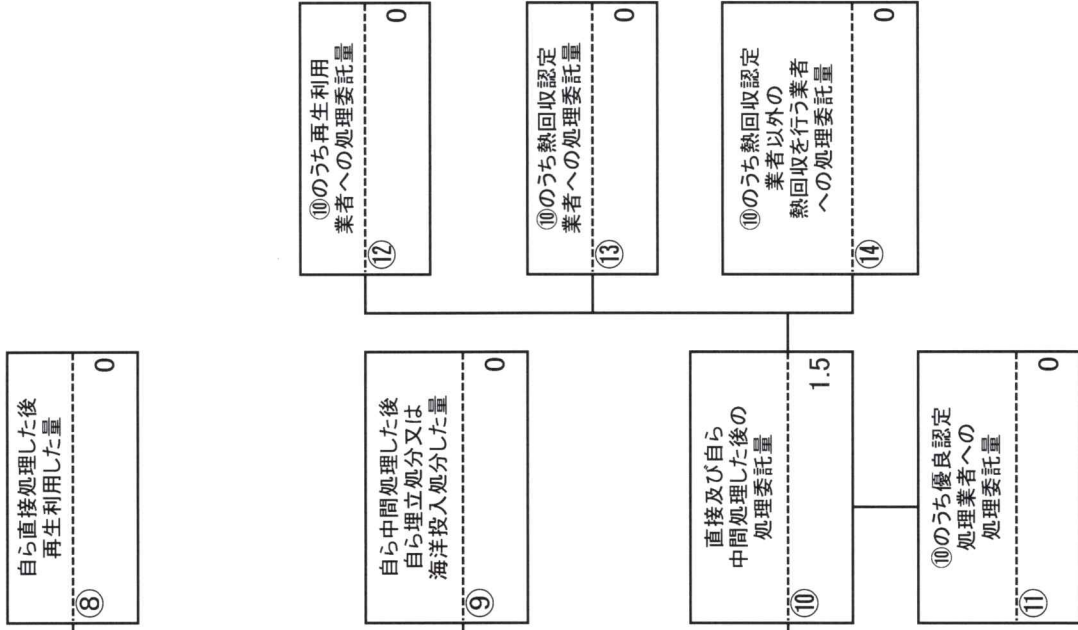 自ら直接処理した後
再生利用した量
⑧
0
自ら中間処理した後
自ら埋立処分又は
海洋投入処分した量
⑨
0
直接及び自ら
中間処理した後の
処理委託量
⑩
1.5
⑩のうち優良認定
処理業者への
処理委託量
⑪
0
⑩のうち再生利用
業者への処理委託量
⑫
0
⑩のうち熱回収認定
業者への処理委託量
⑬
0
⑩のうち熱回収認定
業者以外の
熱回収を行う業者
への処理委託量
⑭
0